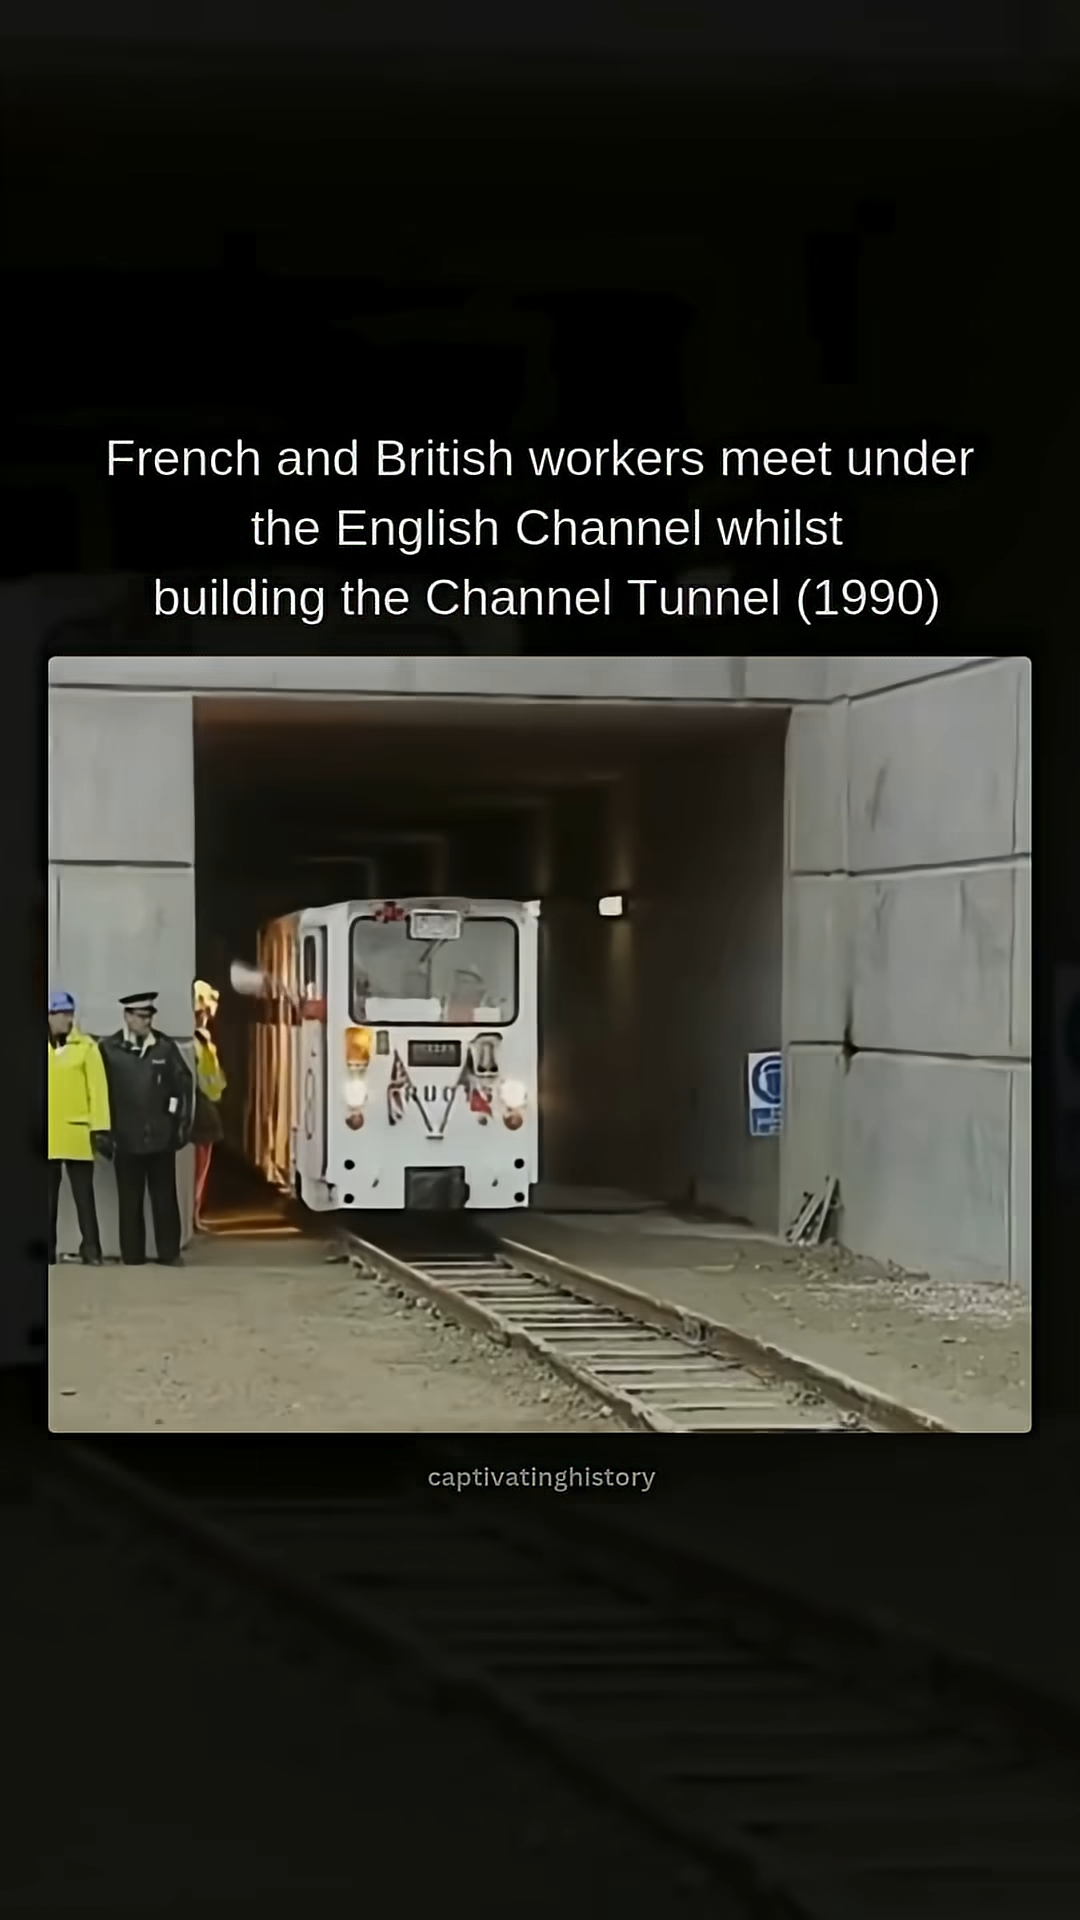 French and British workers meet under
the English Channel whilst
building the Channel Tunnel (1990)
captivatinghistory